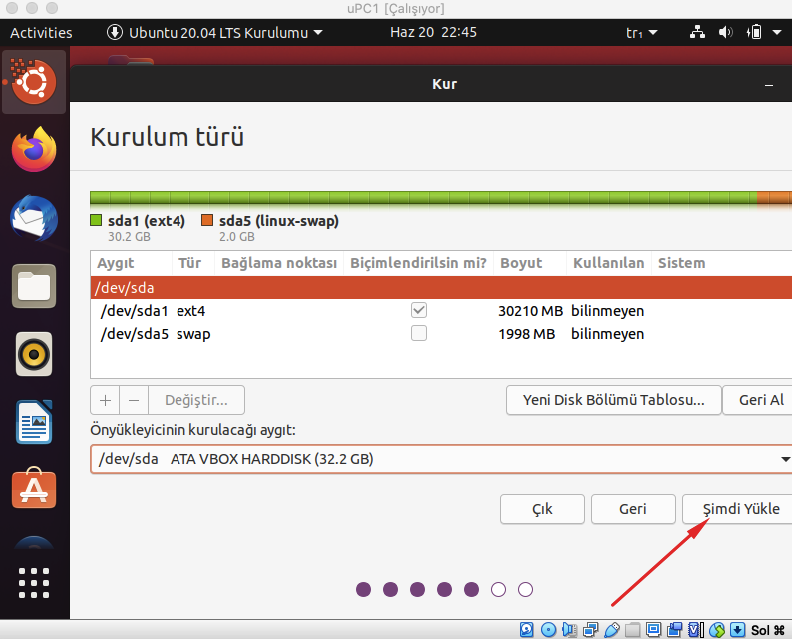 uPC1 [Çalışıyor]
Activities Ubuntu 20.04 LTS Kurulumu Haz 20 22:45 tr₁
Kur
Kurulum türü
sda1 (ext4) sda5 (linux-swap)
30.2 GB 2.0 GB
Aygıt Tür Bağlama noktası Biçimlendirilsin mi? Boyut Kullanılan Sistem
/dev/sda
/dev/sda1 ext4 30210 MB bilinmeyen
/dev/sda5 swap 1998 MB bilinmeyen
+ − Değiştir... Yeni Disk Bölümü Tablosu... Geri Al
Önyükleyicinin kurulacağı aygıt:
/dev/sda ATA VBOX HARDDISK (32.2 GB)
Çık Geri Şimdi Yükle
Sol ⌘